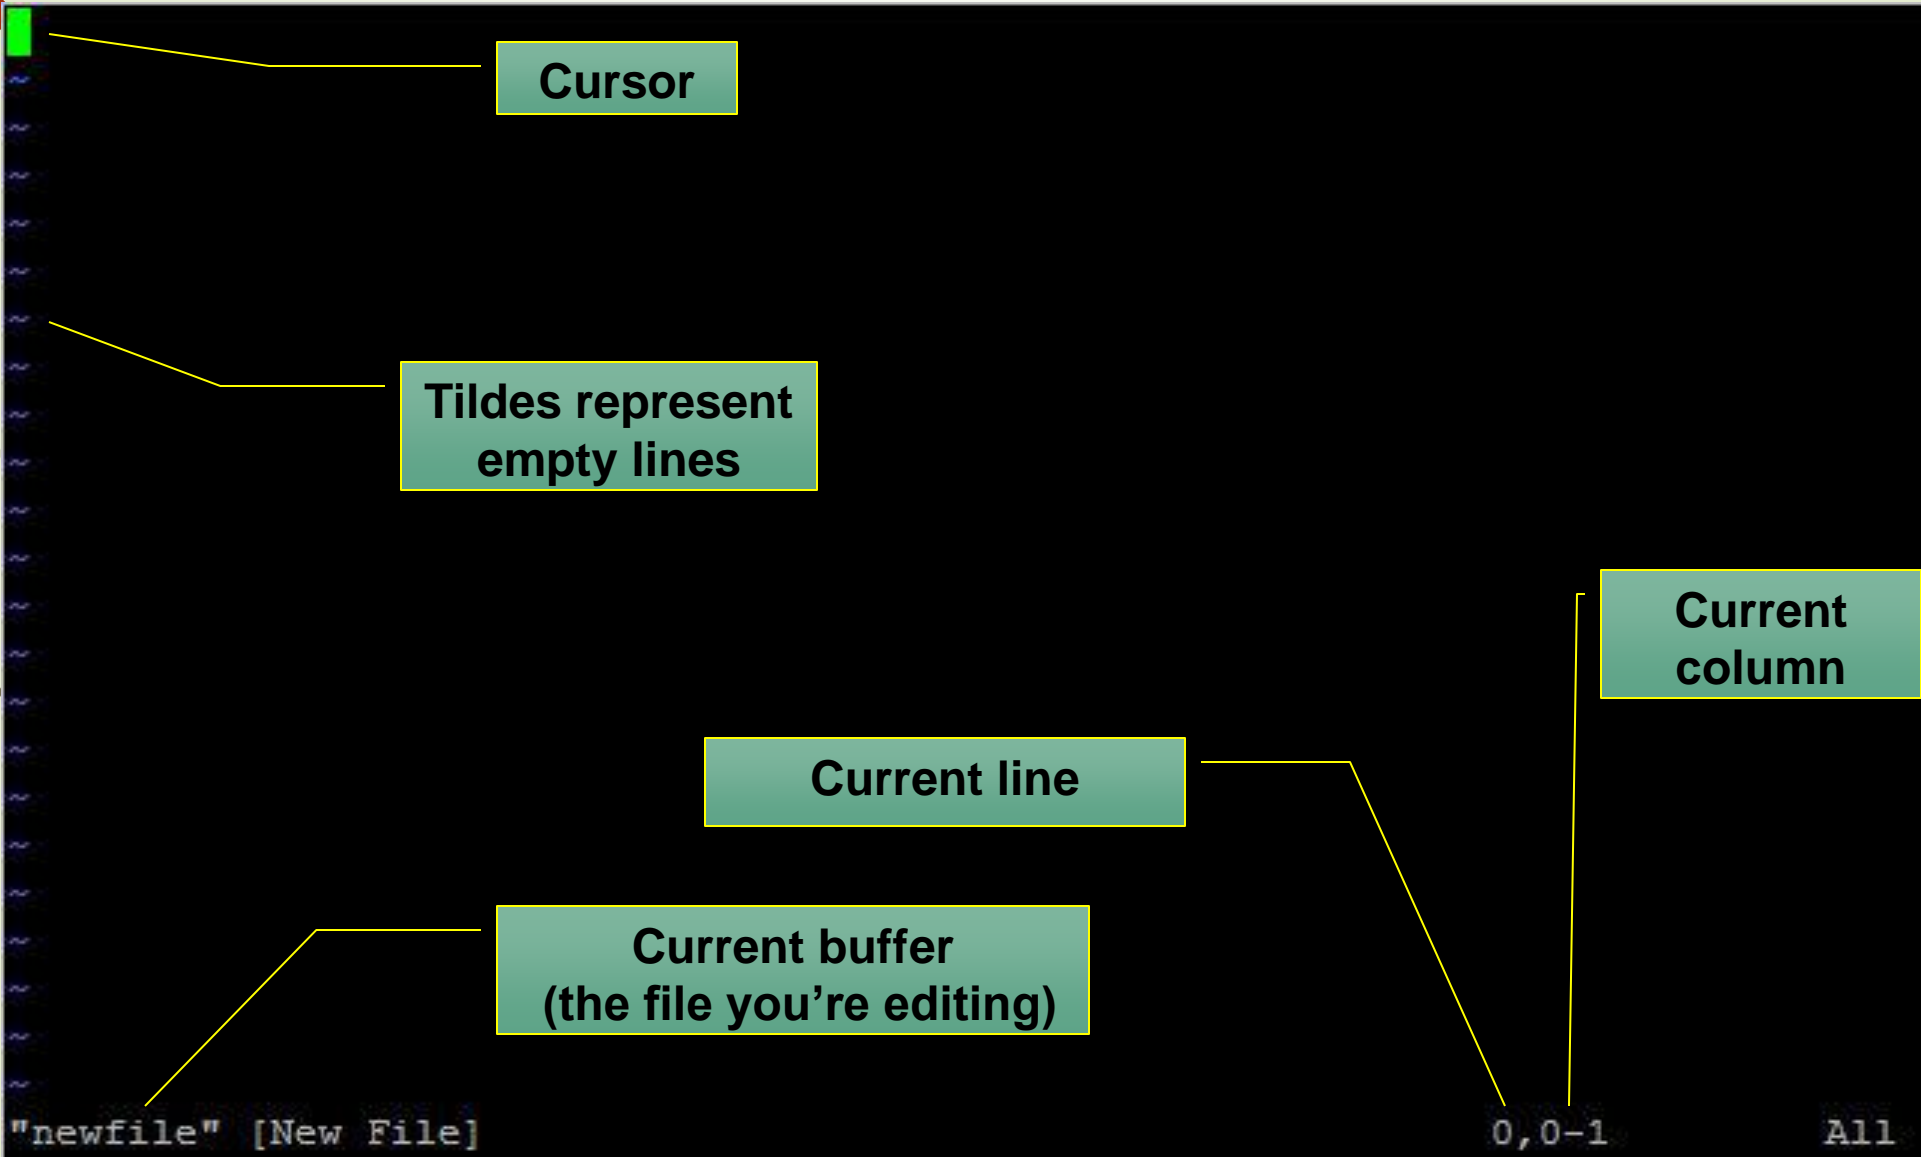 Cursor
~
~
~
~
~
~
~
Tildes represent
empty lines
~
~
~
~
~
~
Current
column
~
~
Current line
~
~
~
Current buffer
(the file you’re editing)
~
~
~
~
"newfile" [New File] 0,0-1 All